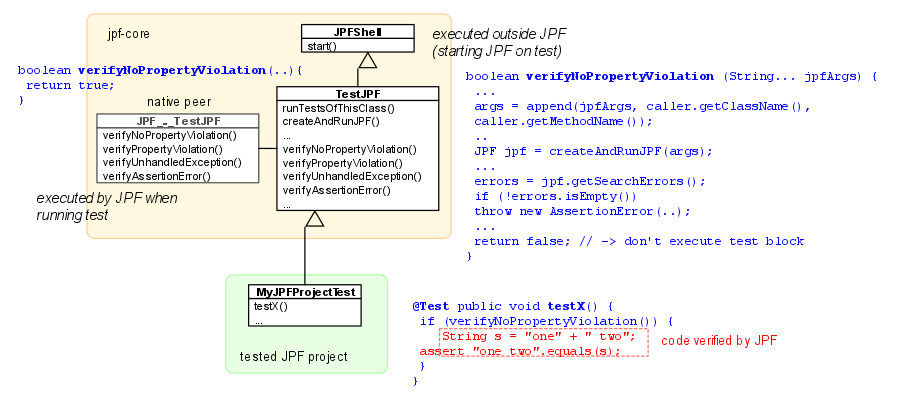 jpf-core
JPFShell
start()
executed outside JPF
(starting JPF on test)
boolean verifyNoPropertyViolation(..){
return true;
}
native peer
JPF_._TestJPF
verifyNoPropertyViolation()
verifyPropertyViolation()
verifyUnhandledException()
verifyAssertionError()
executed by JPF when
running test
TestJPF
runTestsOfThisClass()
createAndRunJPF()
...
verifyNoPropertyViolation()
verifyPropertyViolation()
verifyUnhandledException()
verifyAssertionError()
...
boolean verifyNoPropertyViolation (String... jpfArgs) {
...
args = append(jpfArgs, caller.getClassName(),
caller.getMethodName());
..
JPF jpf = createAndRunJPF(args);
...
errors = jpf.getSearchErrors();
if (!errors.isEmpty())
throw new AssertionError(..);
...
return false; // -> don't execute test block
}
MyJPFProjectTest
testX()
...
tested JPF project
@Test public void testX() {
if (verifyNoPropertyViolation()) {
String s = "one" + " two";
assert "one two".equals(s);
}
}
code verified by JPF